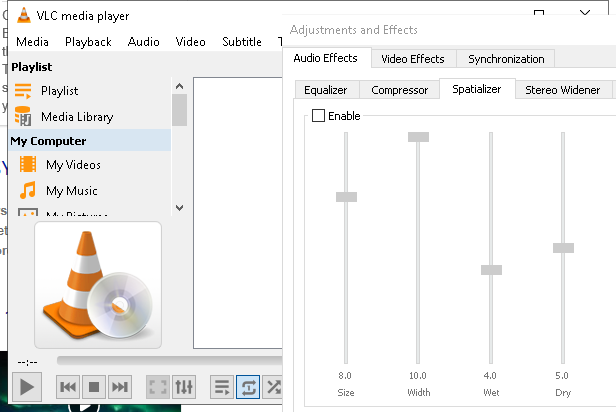 VLC media player
Media Playback Audio Video Subtitle
Playlist
Playlist
Media Library
My Computer
My Videos
My Music
My Pictures
--:--
Adjustments and Effects
Audio Effects Video Effects Synchronization
Equalizer Compressor Spatializer Stereo Widener
Enable
8.0 10.0 4.0 5.0
Size Width Wet Dry